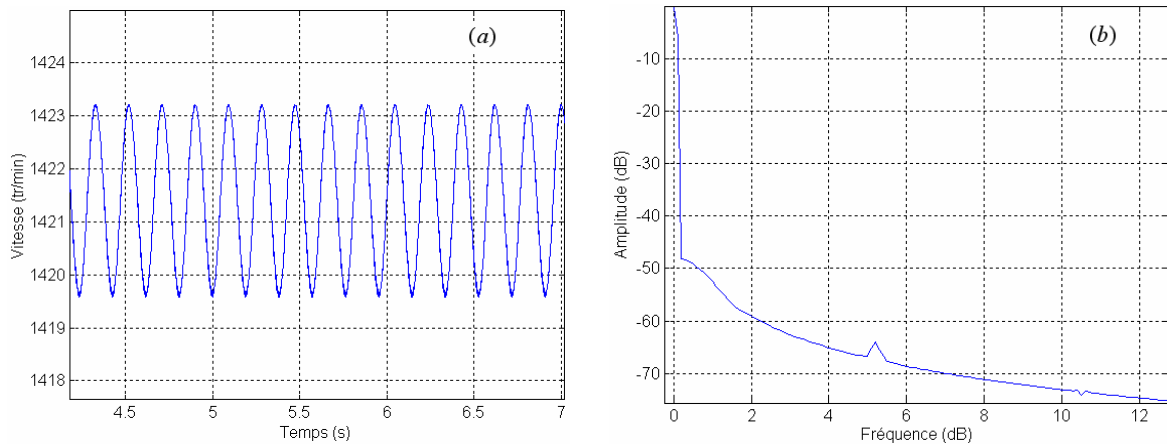 (a)
Vitesse (tr/min)
1424
1423
1422
1421
1420
1419
1418
4.5 5 5.5 6 6.5 7
Temps (s)
(b)
Amplitude (dB)
-10
-20
-30
-40
-50
-60
-70
0 2 4 6 8 10 12
Fréquence (dB)